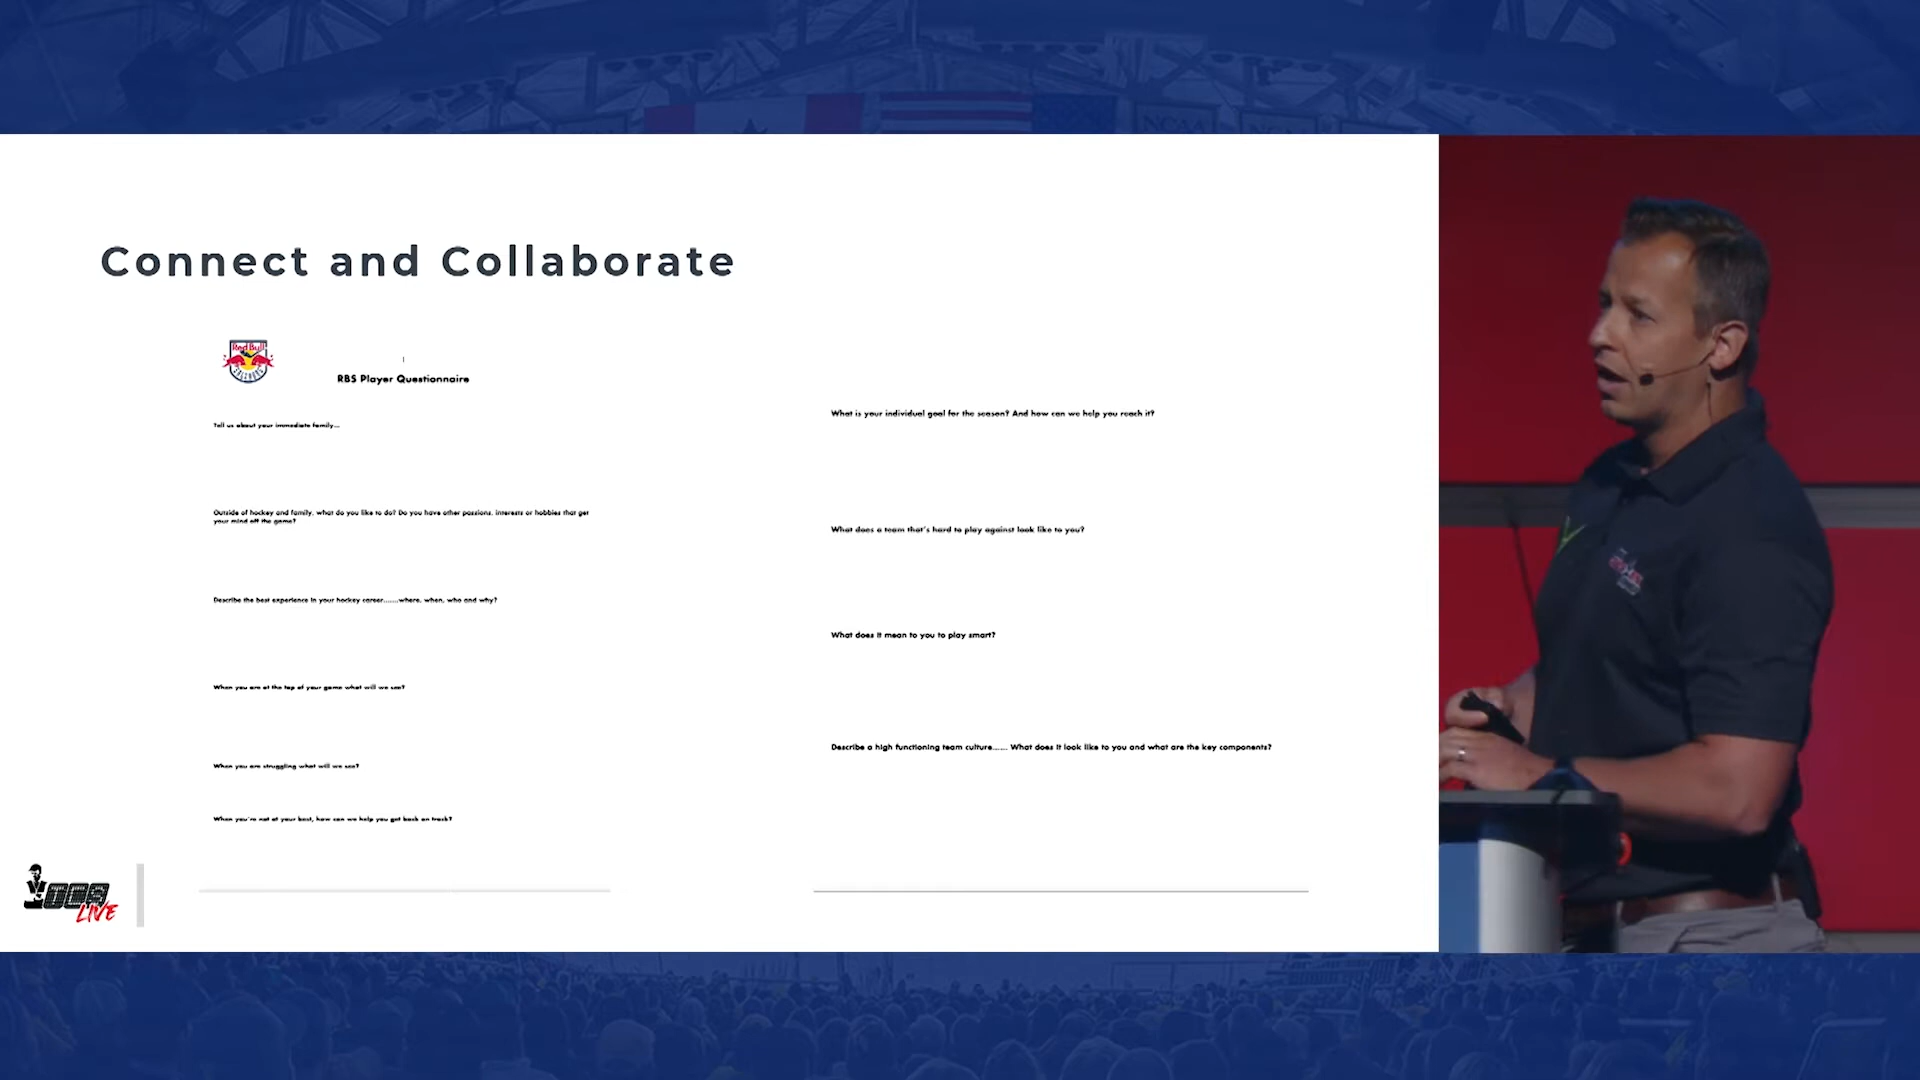 NCAA
Connect and Collaborate
Red Bull
SALZBURG
RBS Player Questionnaire
Tell us about your immediate family...
Outside of hockey and family, what do you like to do? Do you have other passions, interests or hobbies that get
your mind off the game?
Describe the best experience in your hockey career.......where, when, who and why?
When you are at the top of your game what will we see?
When you are struggling what will we see?
When you're not at your best, how can we help you get back on track?
What is your individual goal for the season? And how can we help you reach it?
What does a team that's hard to play against look like to you?
What does it mean to you to play smart?
Describe a high functioning team culture...... What does it look like to you and what are the key components?
TCS
LIVE